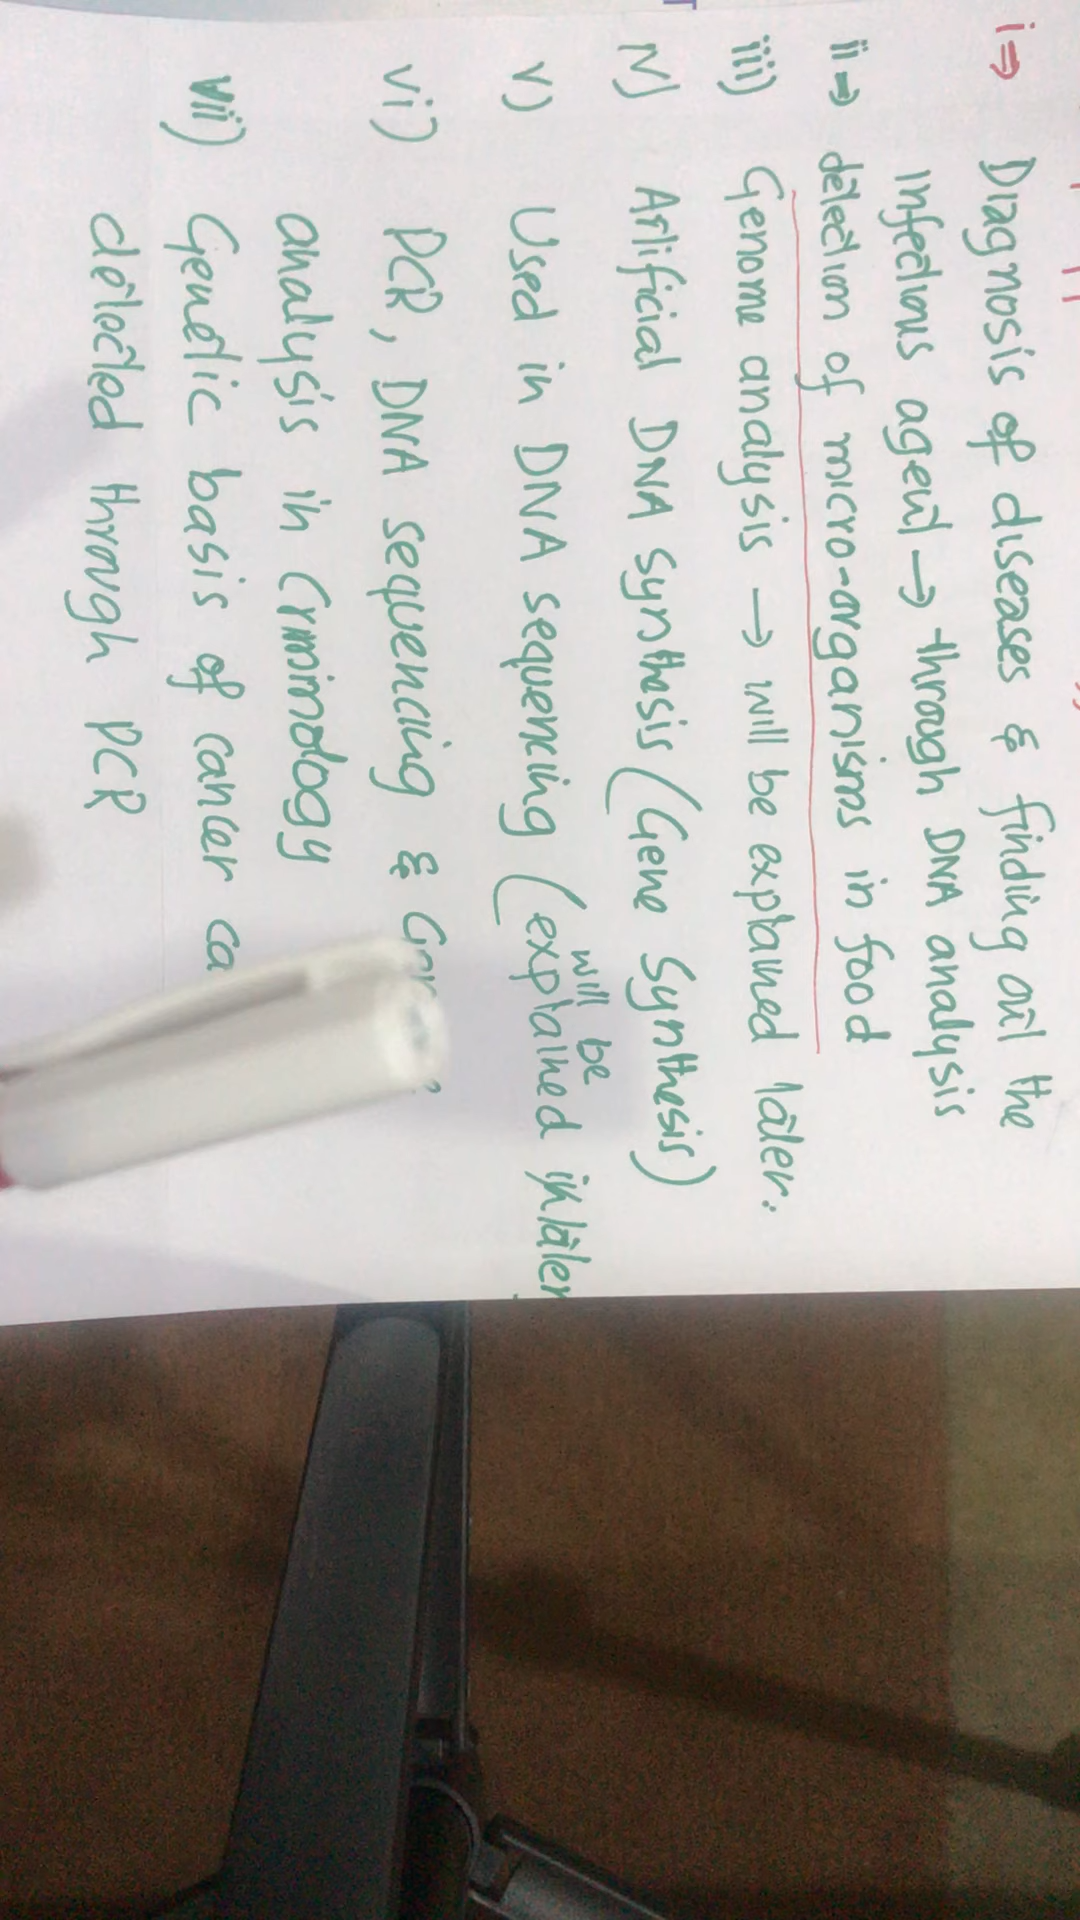 i⇒ Diagnosis of diseases & finding out the
infectious agent → through DNA analysis
ii⇒ detection of micro-organisms in food
iii) Genome analysis → will be explained later.
iv) Artificial DNA synthesis (Gene Synthesis)
will be
v) Used in DNA sequencing (explained in later
vi) PCR, DNA sequencing &
analysis in Criminology
vii) Genetic basis of cancer ca
detected through PCR